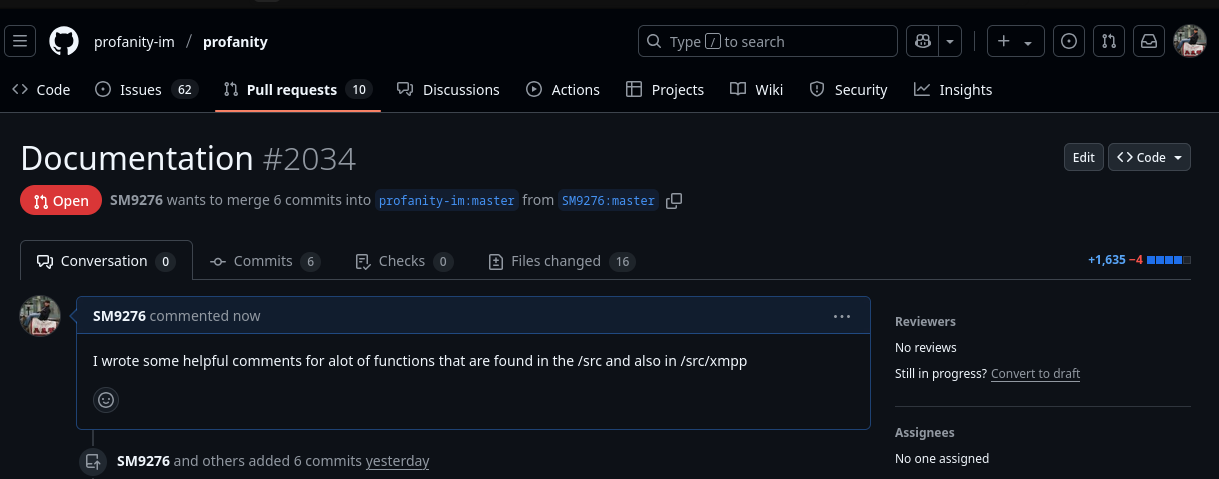 profanity-im / profanity
Type / to search
Code Issues 62 Pull requests 10 Discussions Actions Projects Wiki Security Insights
Documentation #2034
Edit Code
Open SM9276 wants to merge 6 commits into profanity-im:master from SM9276:master
Conversation 0 Commits 6 Checks 0 Files changed 16 +1,635 −4
SM9276 commented now
I wrote some helpful comments for alot of functions that are found in the /src and also in /src/xmpp
Reviewers
No reviews
Still in progress? Convert to draft
Assignees
No one assigned
SM9276 and others added 6 commits yesterday